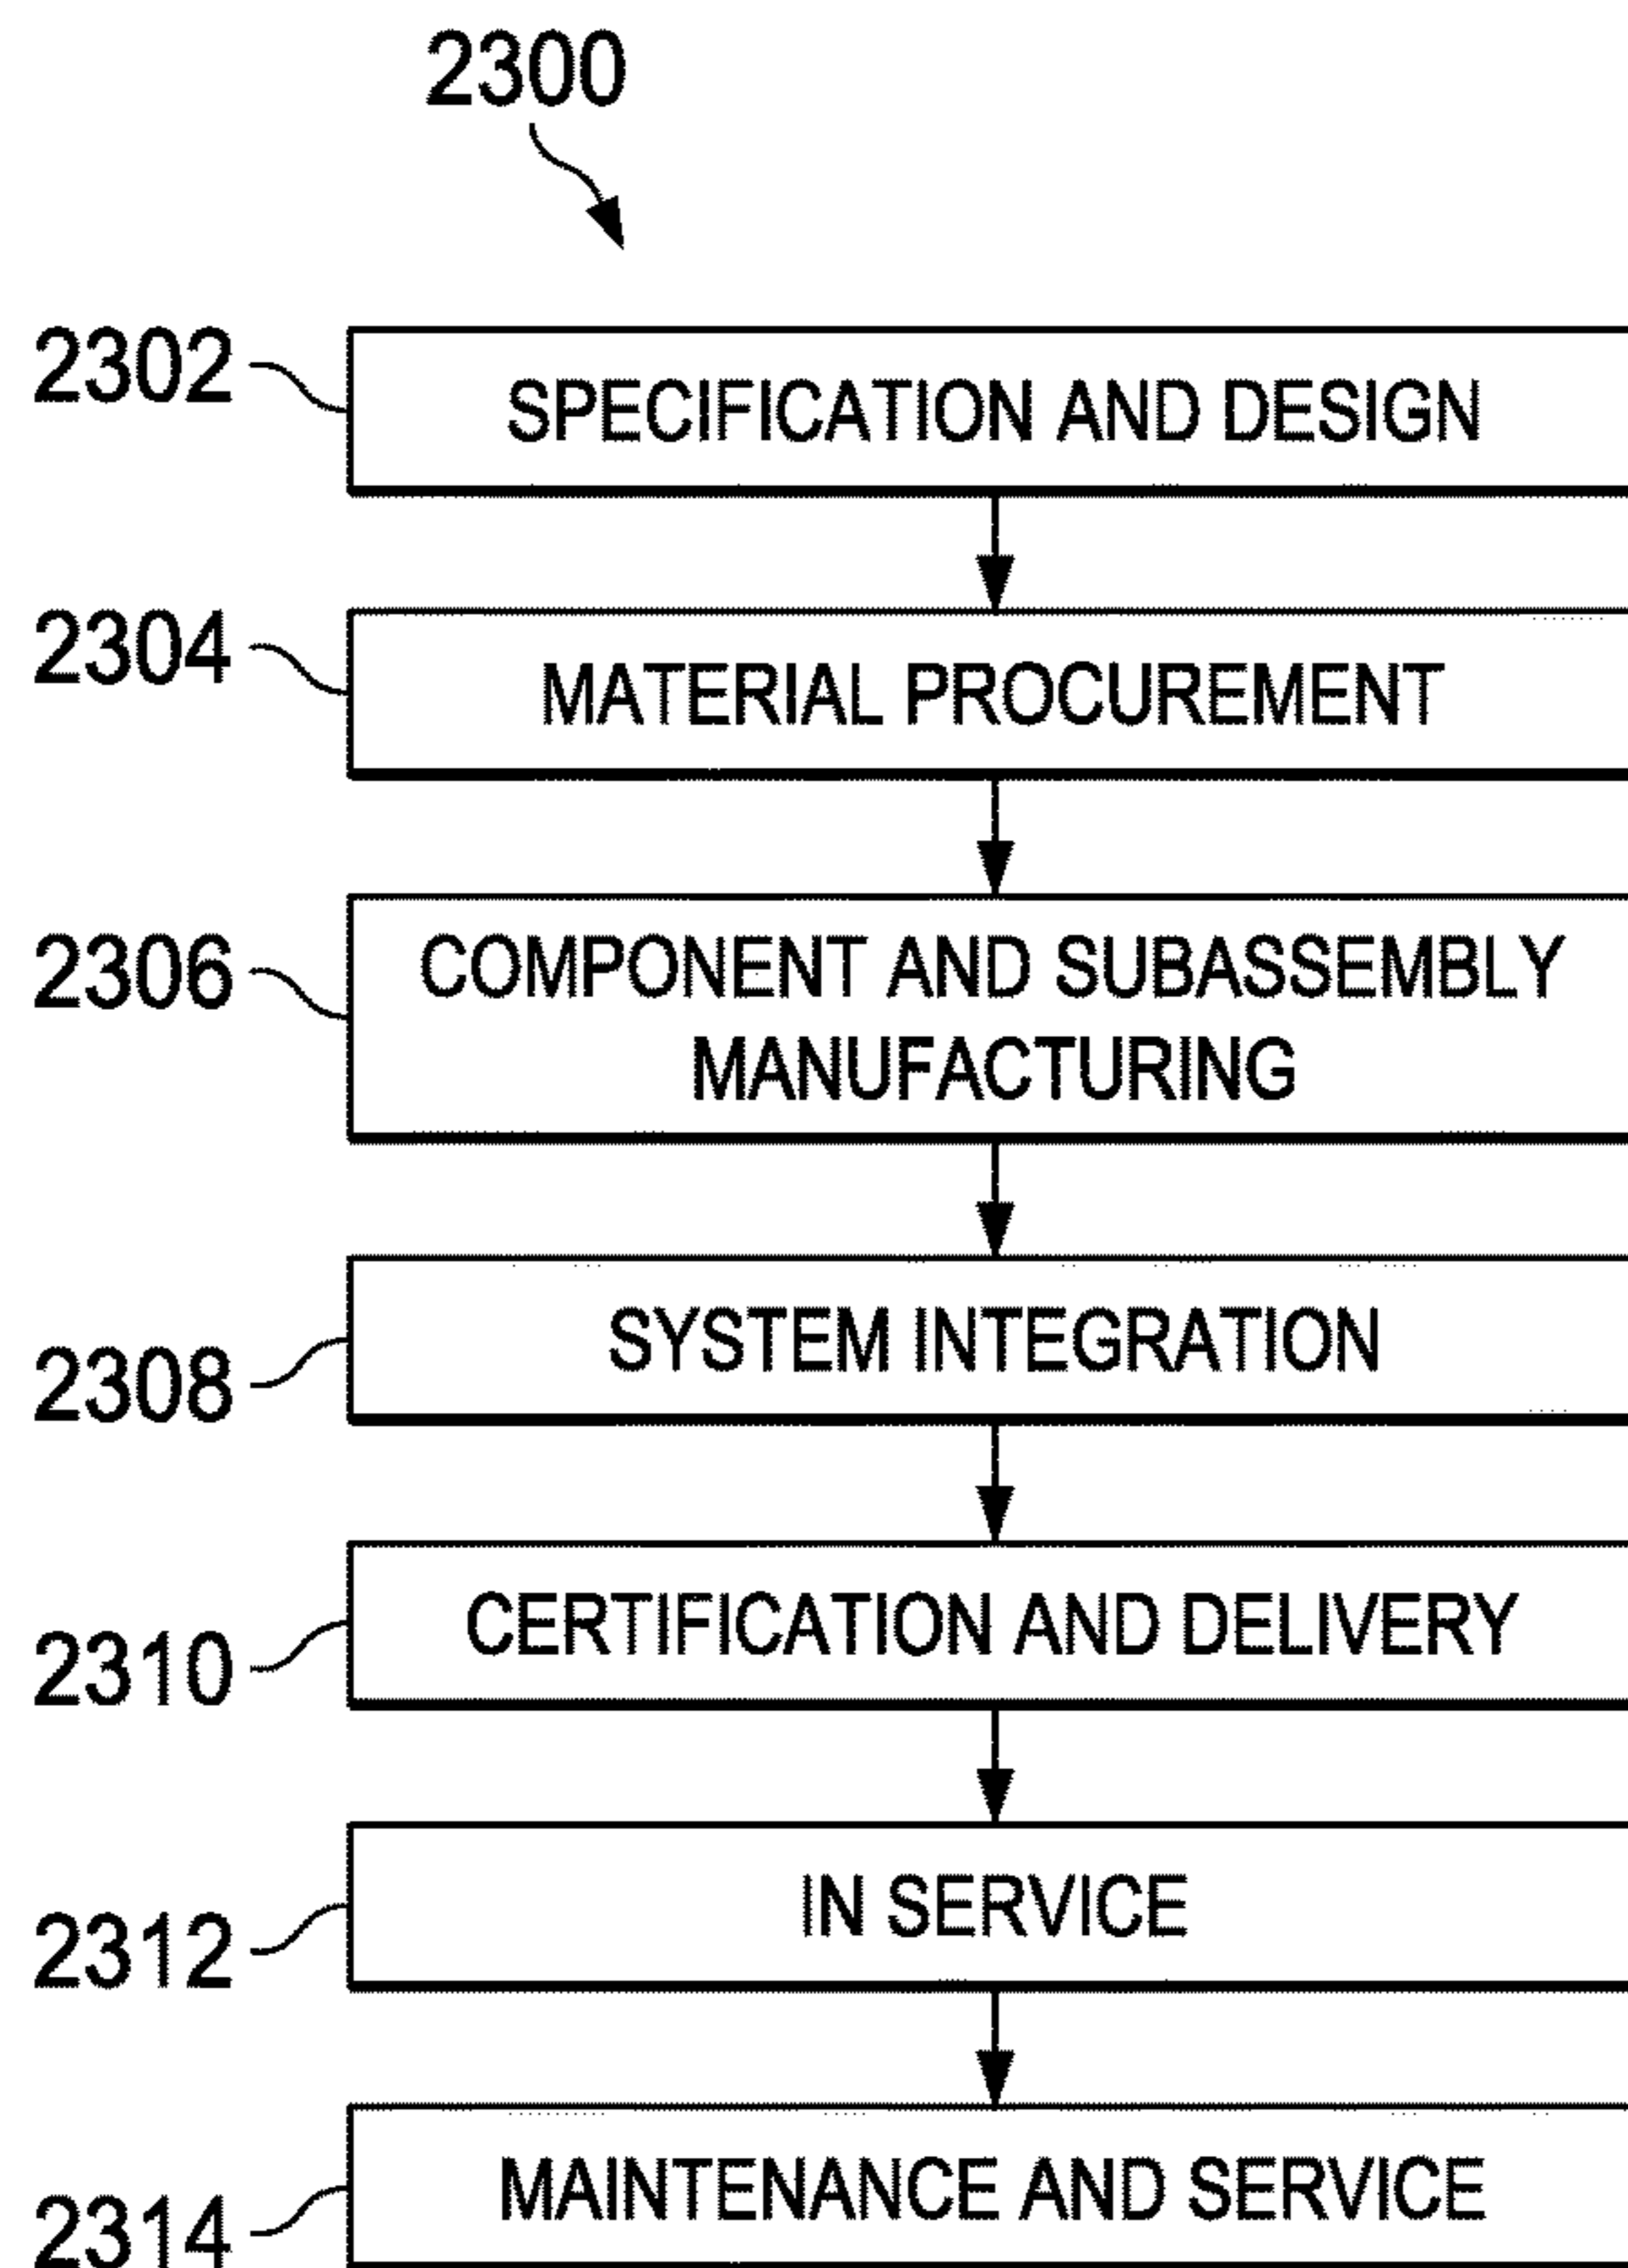 2300
2302 SPECIFICATION AND DESIGN
2304 MATERIAL PROCUREMENT
2306 COMPONENT AND SUBASSEMBLY
MANUFACTURING
2308 SYSTEM INTEGRATION
2310 CERTIFICATION AND DELIVERY
2312 IN SERVICE
2314 MAINTENANCE AND SERVICE